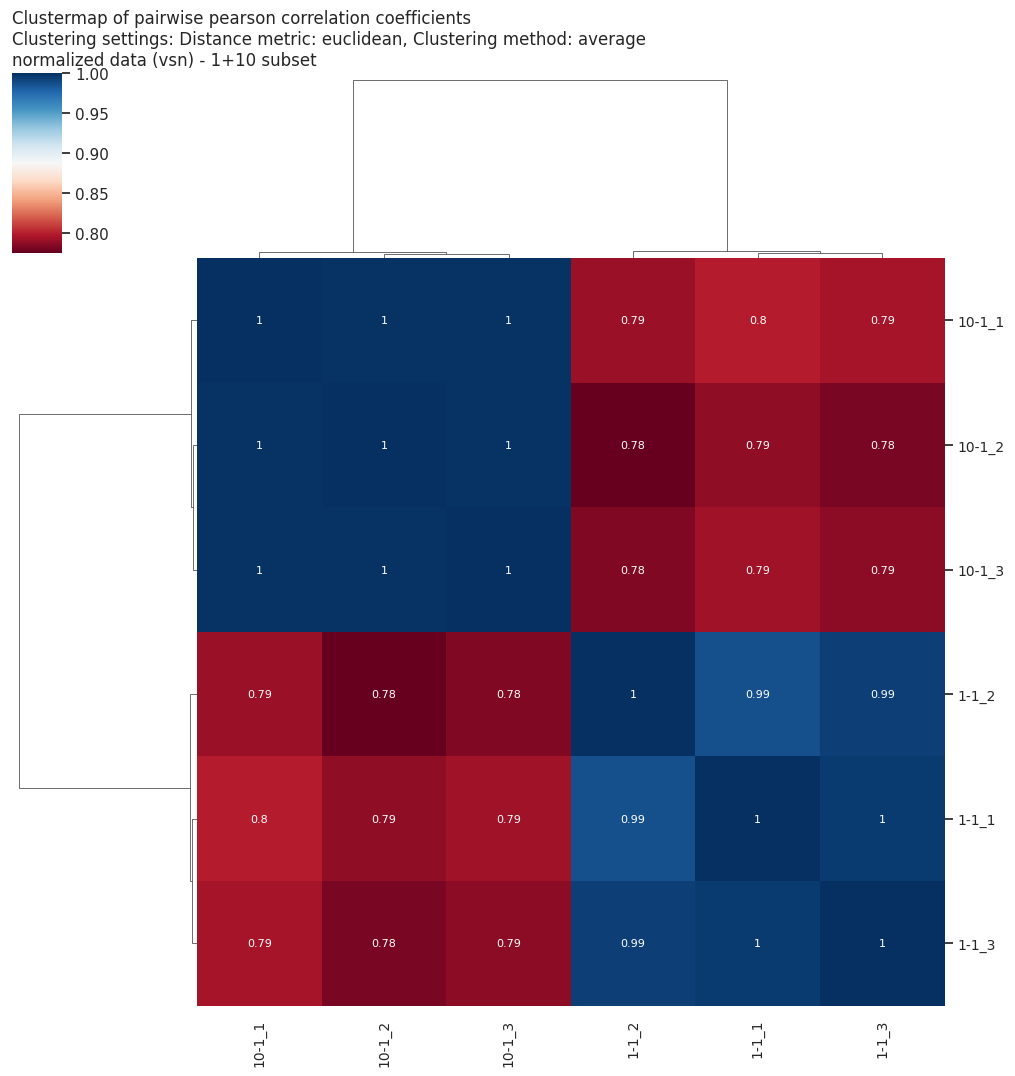 Clustermap of pairwise pearson correlation coefficients
Clustering settings: Distance metric: euclidean, Clustering method: average
normalized data (vsn) - 1+10 subset
1.00
0.95
0.90
0.85
0.80
1 1 1 0.79 0.8 0.79 10-1_1
1 1 1 0.78 0.79 0.78 10-1_2
1 1 1 0.78 0.79 0.79 10-1_3
0.79 0.78 0.78 1 0.99 0.99 1-1_2
0.8 0.79 0.79 0.99 1 1 1-1_1
0.79 0.78 0.79 0.99 1 1 1-1_3
10-1_1 10-1_2 10-1_3 1-1_2 1-1_1 1-1_3